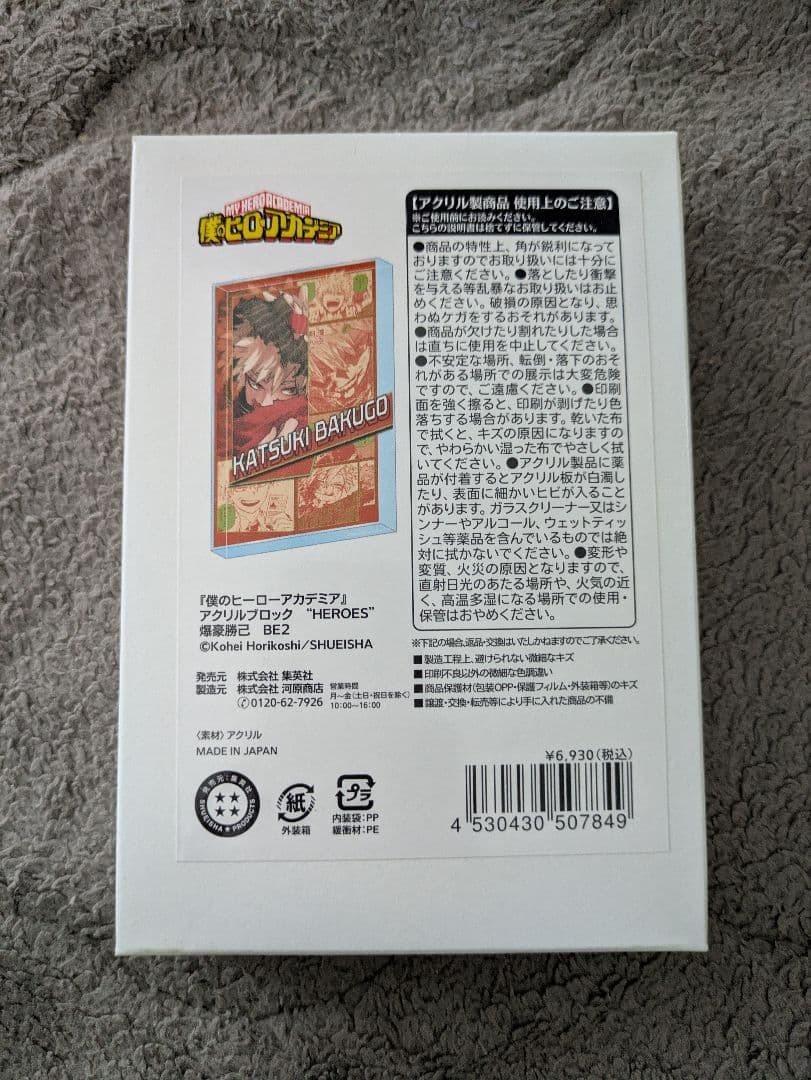 MY HERO ACADEMIA
僕のヒーローアカデミア
KATSUKI BAKUGO
『僕のヒーローアカデミア』
アクリルブロック “HEROES”
爆豪勝己 BE2
©Kohei Horikoshi/SHUEISHA
発売元 株式会社 集英社
製造元 株式会社 河原商店
✆0120-62-7926
営業時間
月～金(土日・祝日を除く)
10:00～16:00
〈素材〉アクリル
MADE IN JAPAN
発売元:集英社
SHUEISHA ★ PRODUCTS
紙
外装箱
プラ
内装袋:PP
緩衝材:PE
【アクリル製商品 使用上のご注意】
※ご使用前にお読みください。
こちらの説明書は捨てずに保管してください。
●商品の特性上、角が鋭利になって
おりますのでお取り扱いには十分に
ご注意ください。●落としたり衝撃
を与える等乱暴なお取り扱いはお止
めください。破損の原因となり、思
わぬケガをするおそれがあります。
●商品が欠けたり割れたりした場合
は直ちに使用を中止してください。
●不安定な場所、転倒・落下のおそ
れがある場所での展示は大変危険
ですので、ご遠慮ください。●印刷
面を強く擦ると、印刷が剥げたり色
落ちする場合があります。乾いた布
で拭くと、キズの原因になりますの
で、やわらかい湿った布でやさしく拭
いてください。●アクリル製品に薬
品が付着するとアクリル板が白濁し
たり、表面に細かいヒビが入ること
があります。ガラスクリーナー又はシ
ンナーやアルコール、ウェットティッ
シュ等薬品を含んでいるものでは絶
対に拭かないでください。●変形や
変質、火災の原因となりますので、
直射日光のあたる場所や、火気の近
く、高温多湿になる場所での使用・
保管はおやめください。
※下記の場合、返品・交換はいたしかねますのでご了承ください。
■製造工程上、避けられない微細なキズ
■印刷不良以外の微細な色調違い
■商品保護材(包装OPP・保護フィルム・外装箱等)のキズ
■譲渡・交換・転売等により手に入れた商品の不備
¥6,930(税込)
4 530430 507849